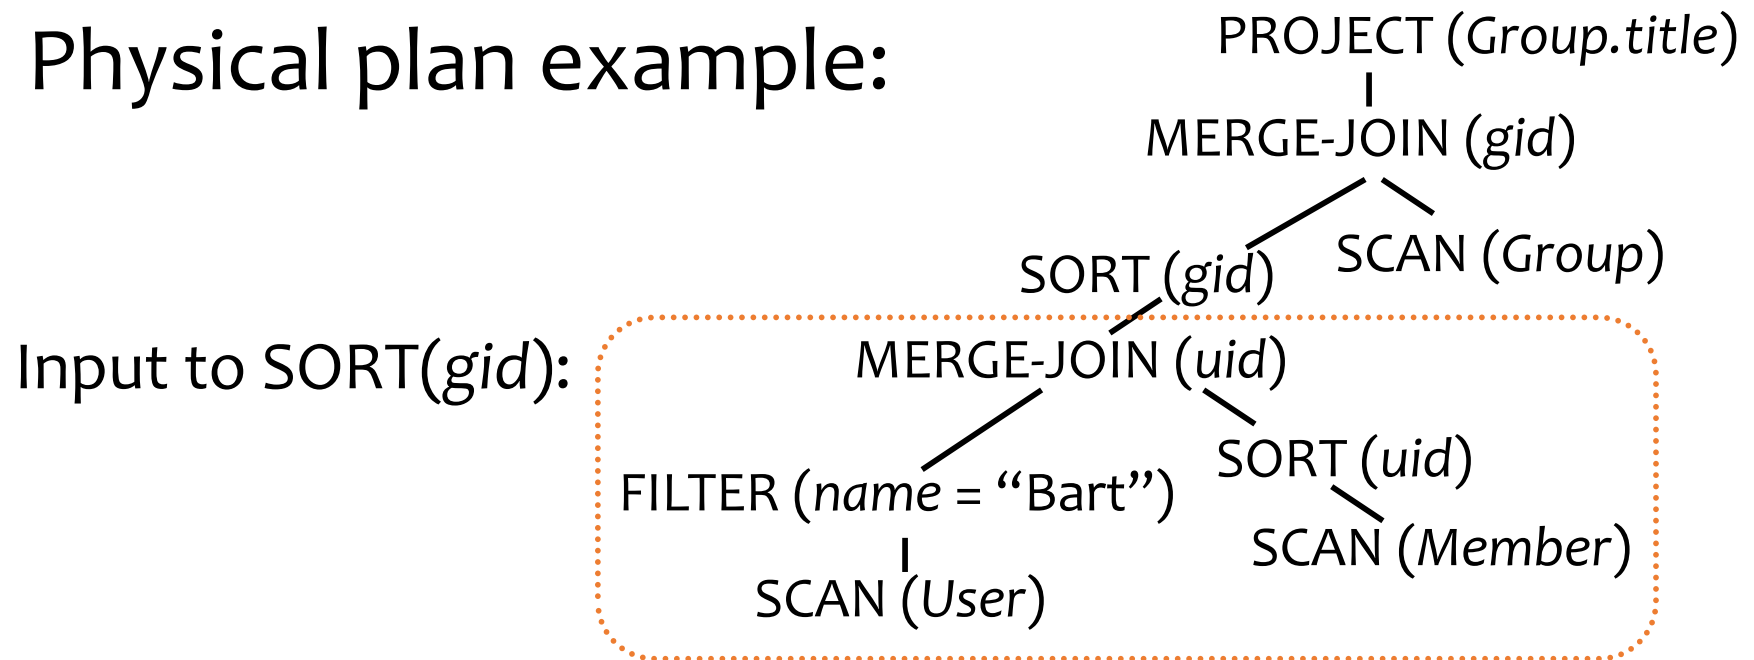 Physical plan example:
PROJECT (Group.title)
MERGE-JOIN (gid)
SORT (gid)
SCAN (Group)
Input to SORT(gid):
MERGE-JOIN (uid)
FILTER (name = “Bart”)
SORT (uid)
SCAN (User)
SCAN (Member)